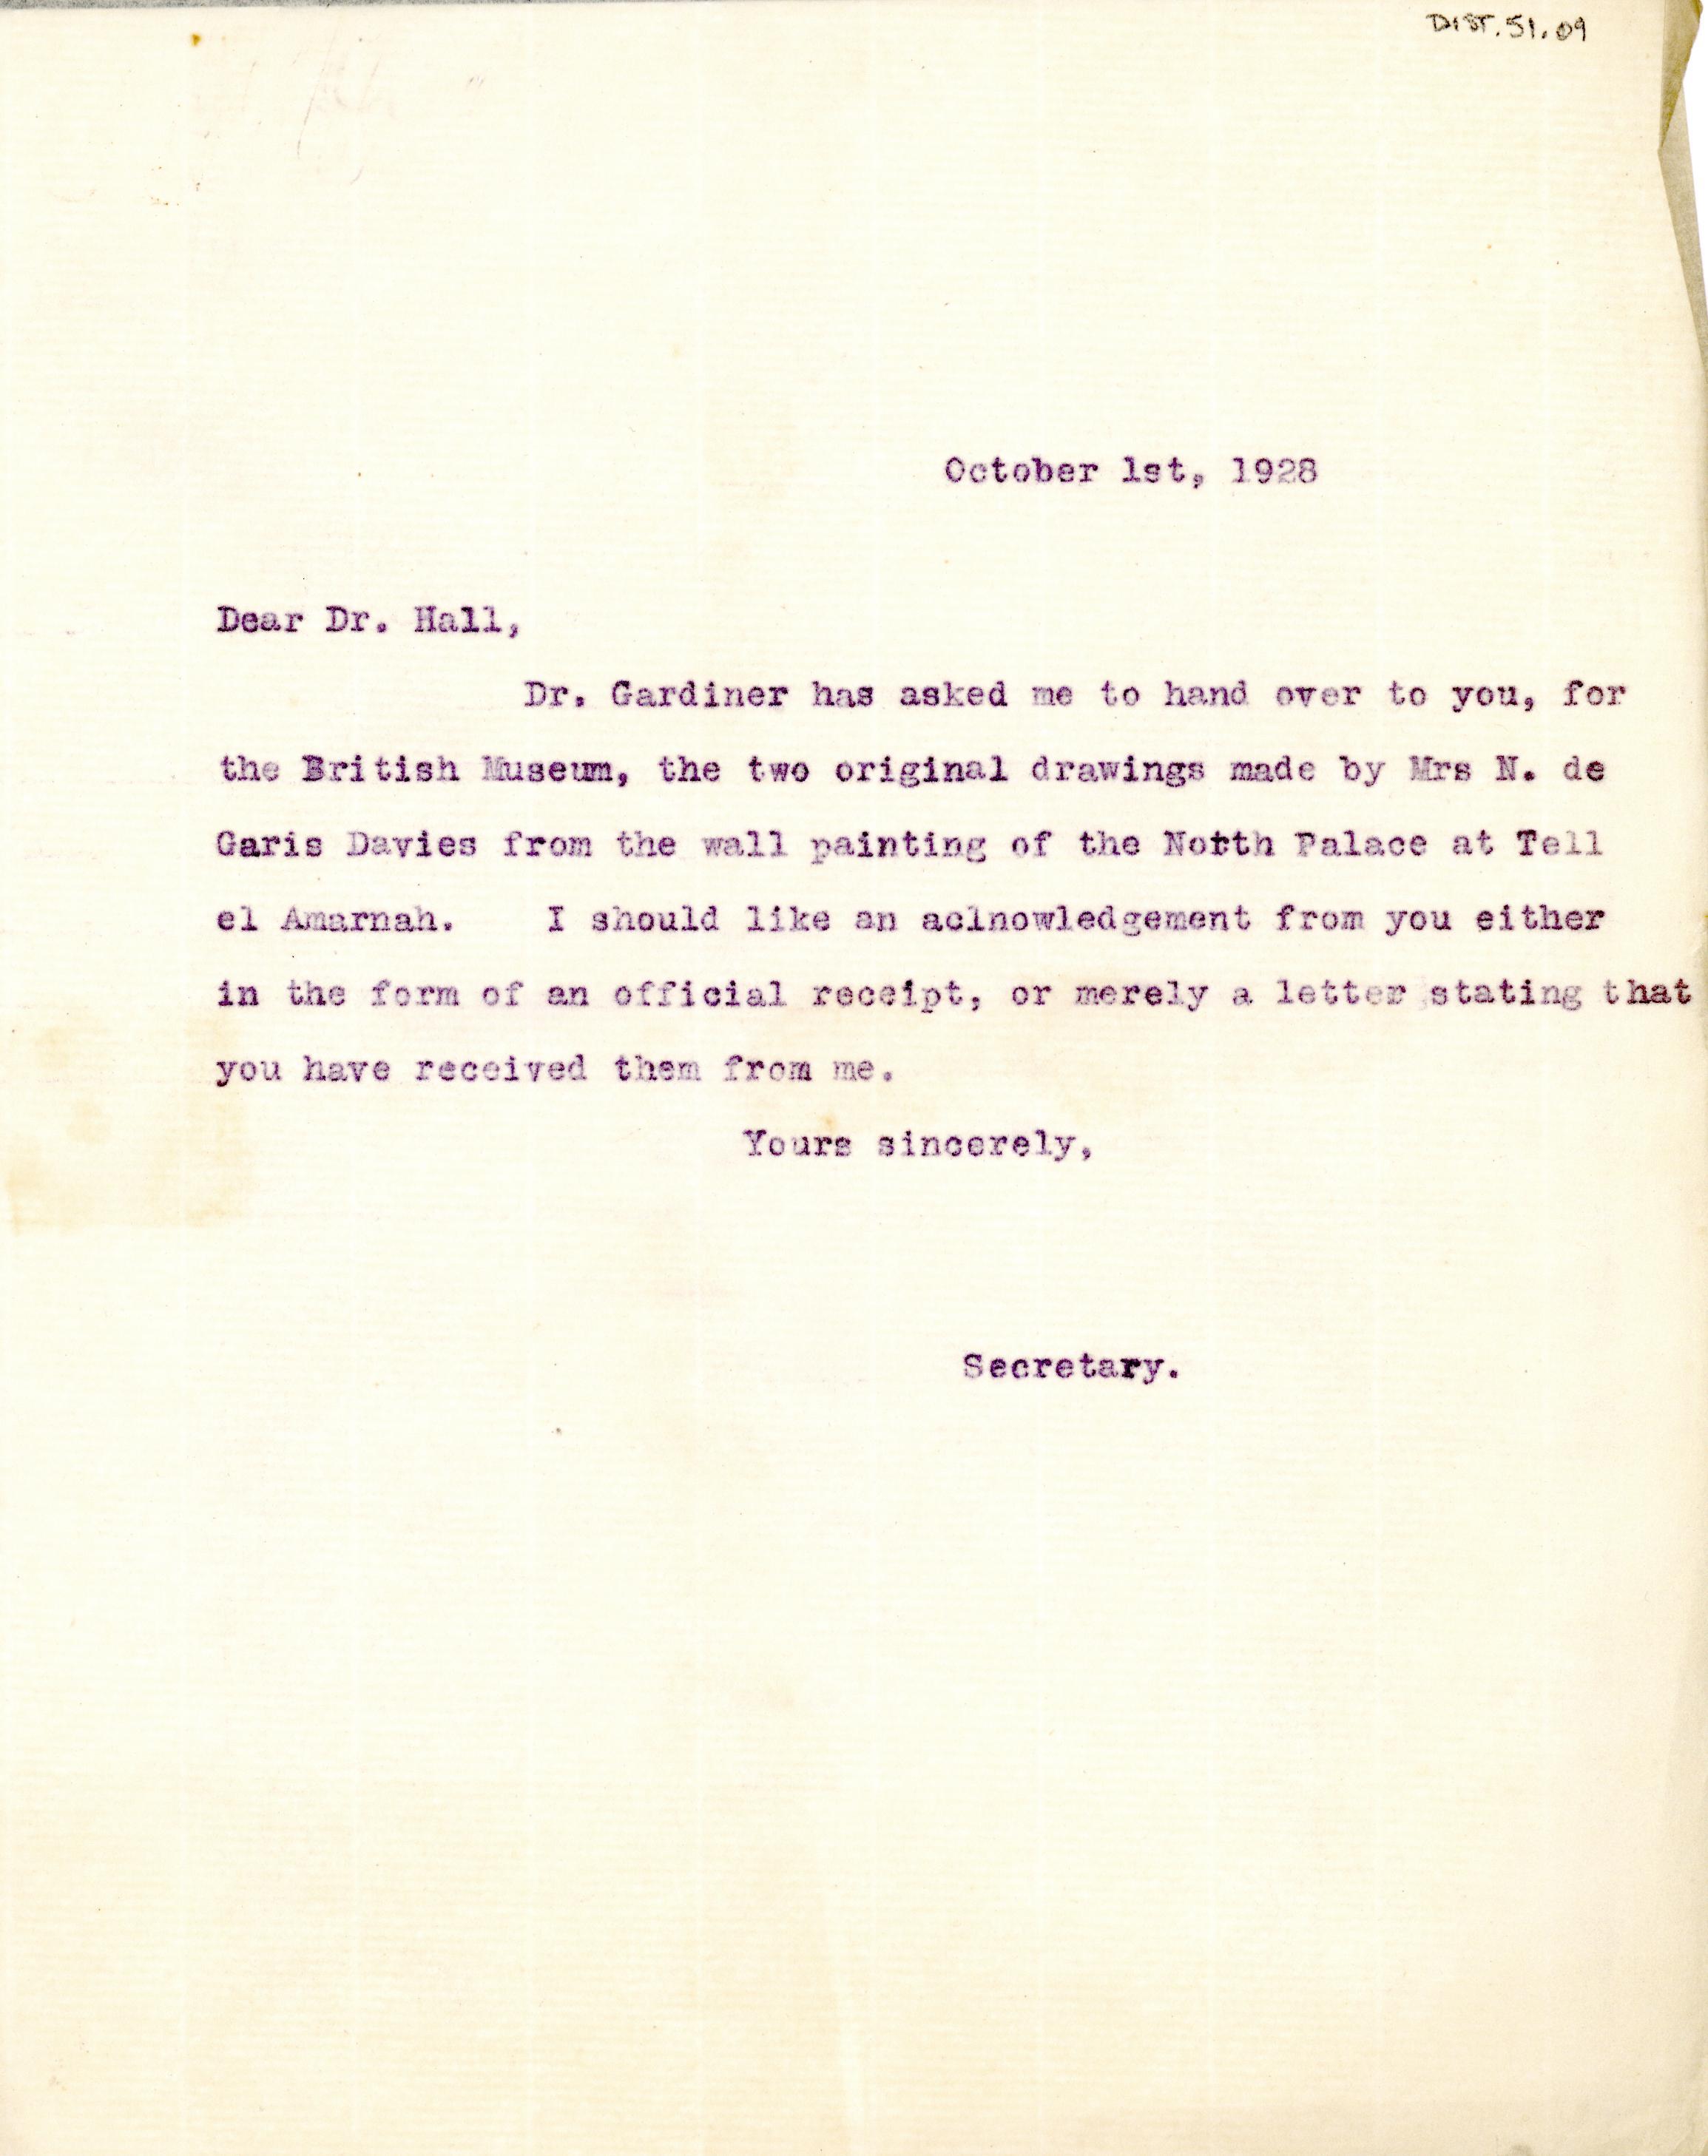 DIST.51.09
October 1st, 1928
Dear Dr. Hall,
Dr. Gardiner has asked me to hand over to you, for
the British Museum, the two original drawings made by Mrs N. de
Garis Davies from the wall painting of the North Palace at Tell
el Amarnah. I should like an aclnowledgement from you either
in the form of an official receipt, or merely a letter stating that
you have received them from me.
Yours sincerely,
Secretary.